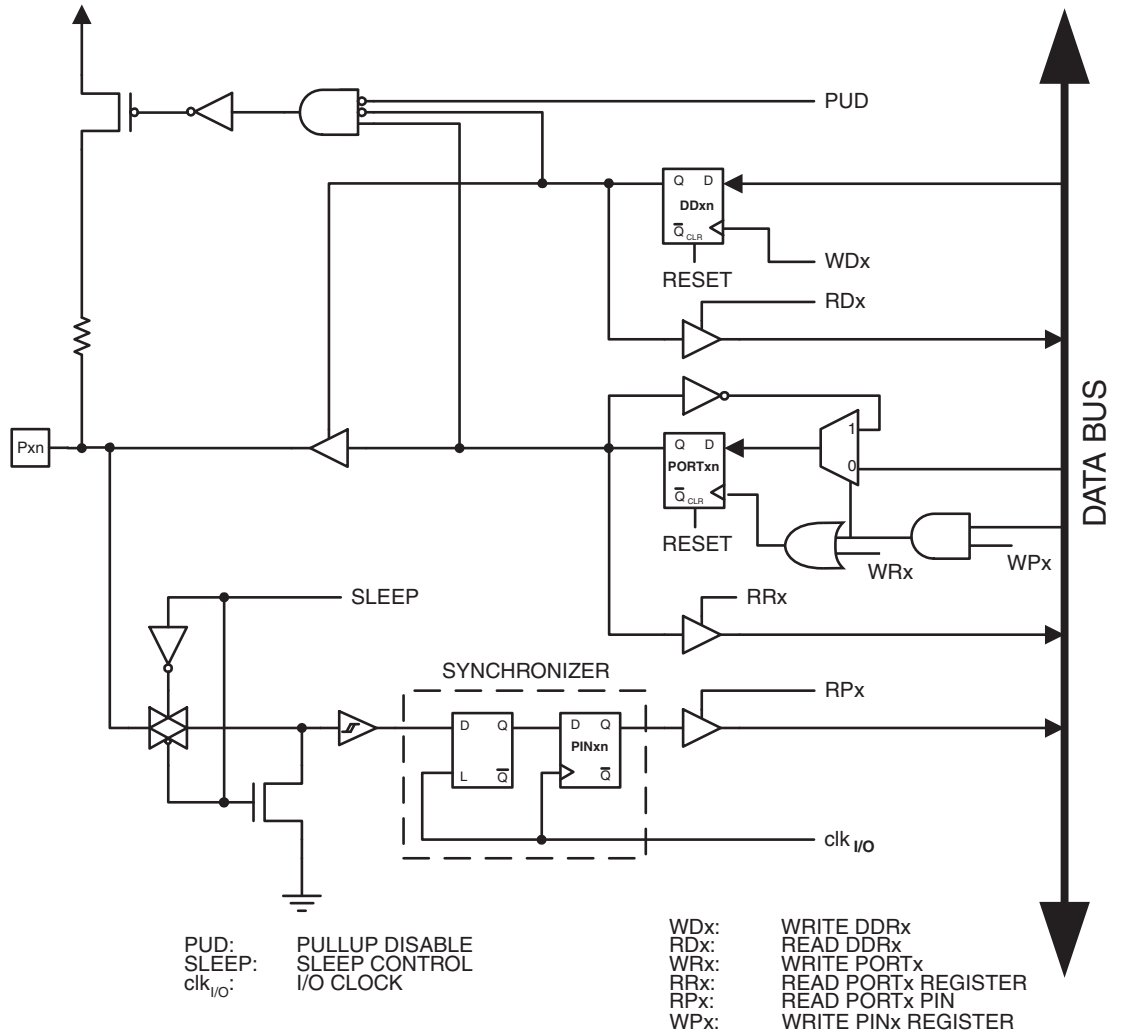 PUD
Q D
DDxn
Q CLR
WDx
RESET
RDx
Pxn
1
Q D
PORTxn
0
Q CLR
RESET
WRx
WPx
DATA BUS
SLEEP
RRx
SYNCHRONIZER
RPx
D Q
D Q
PINxn
L Q
Q
clk I/O
PUD: PULLUP DISABLE
SLEEP: SLEEP CONTROL
clkI/O: I/O CLOCK
WDx: WRITE DDRx
RDx: READ DDRx
WRx: WRITE PORTx
RRx: READ PORTx REGISTER
RPx: READ PORTx PIN
WPx: WRITE PINx REGISTER